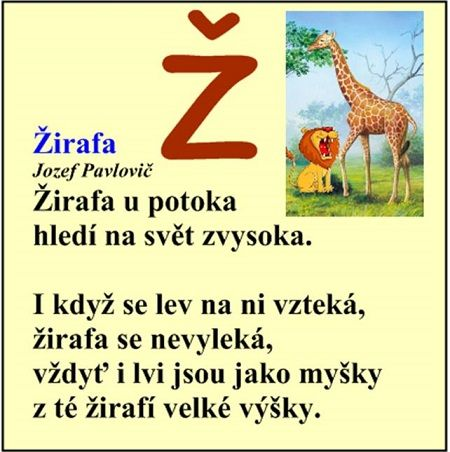 Ž
Žirafa
Jozef Pavlovič
Žirafa u potoka
hledí na svět zvysoka.
I když se lev na ni vzteká,
žirafa se nevyleká,
vždyť i lvi jsou jako myšky
z té žirafí velké výšky.